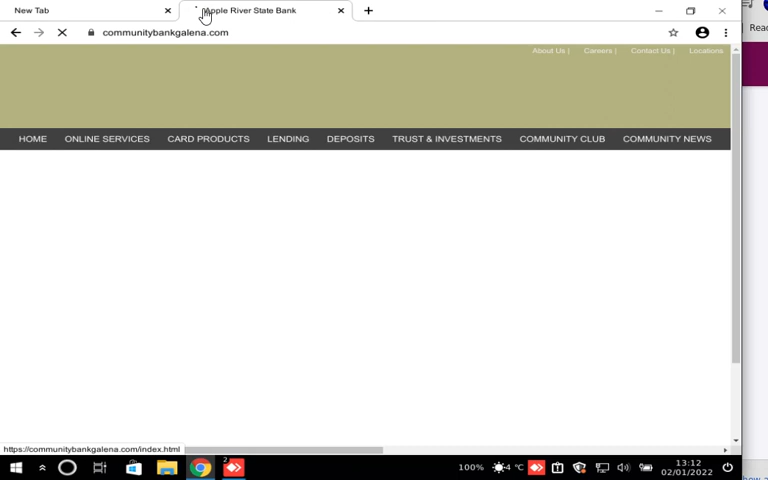 New Tab
Apple River State Bank
communitybankgalena.com
Read
About Us |
Careers |
Contact Us |
Locations
HOME
ONLINE SERVICES
CARD PRODUCTS
LENDING
DEPOSITS
TRUST & INVESTMENTS
COMMUNITY CLUB
COMMUNITY NEWS
https://communitybankgalena.com/index.html
2
100%
-4 °C
13:12
02/01/2022